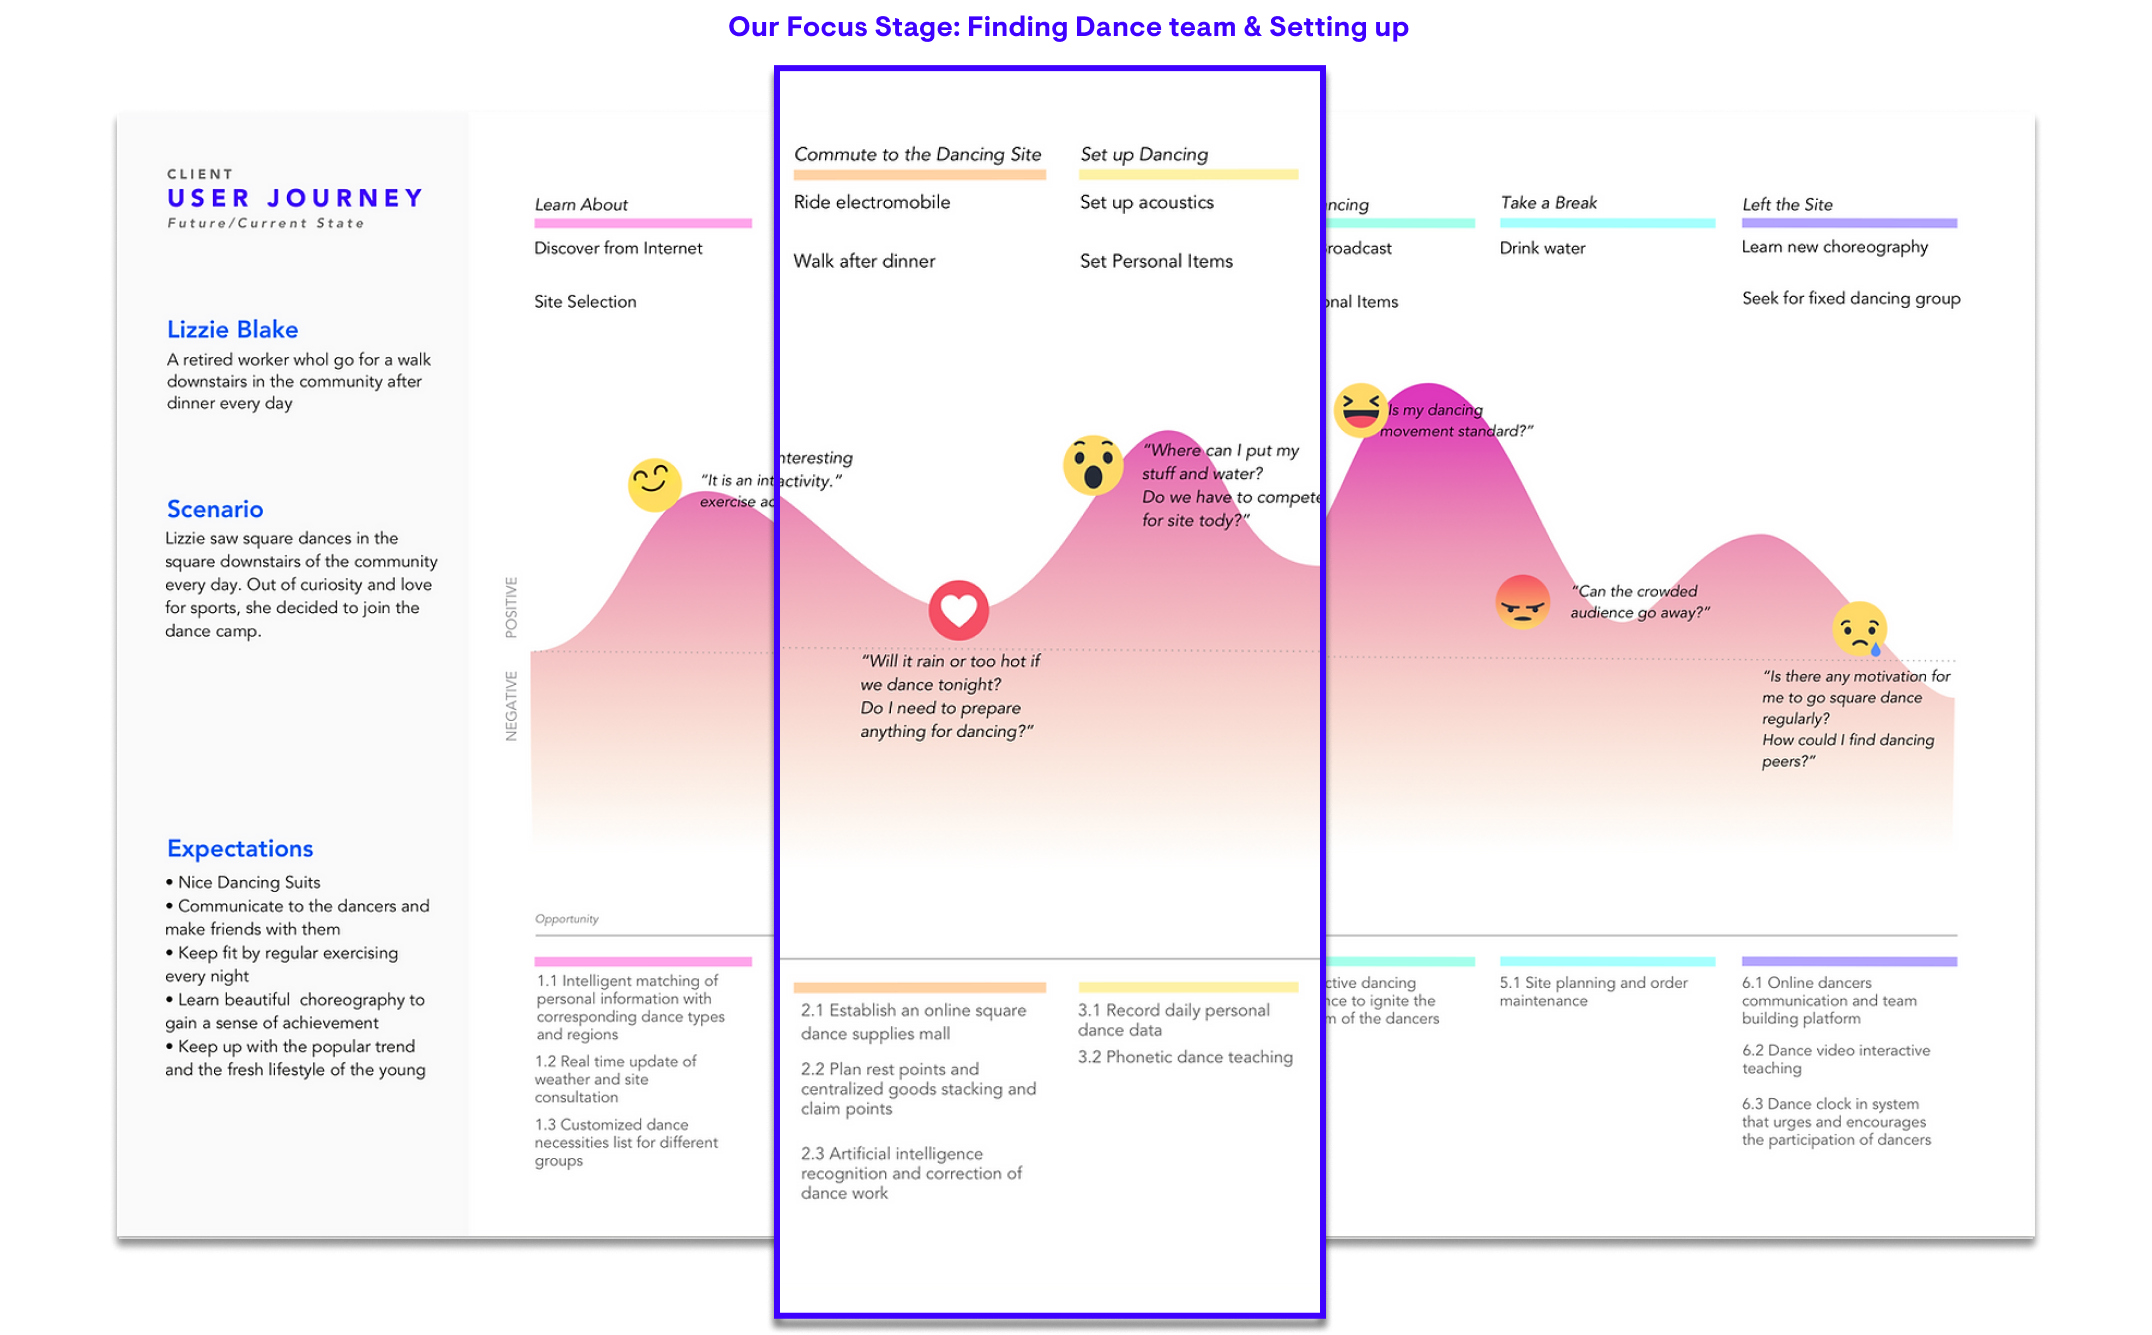 Our Focus Stage: Finding Dance team & Setting up
CLIENT
USER JOURNEY
Future/Current State
Lizzie Blake
A retired worker whol go for a walk
downstairs in the community after
dinner every day
Scenario
Lizzie saw square dances in the
square downstairs of the community
every day. Out of curiosity and love
for sports, she decided to join the
dance camp.
Expectations
• Nice Dancing Suits
• Communicate to the dancers and
make friends with them
• Keep fit by regular exercising
every night
• Learn beautiful choreography to
gain a sense of achievement
• Keep up with the popular trend
and the fresh lifestyle of the young
Learn About
Discover from Internet
Site Selection
Commute to the Dancing Site
Ride electromobile
Walk after dinner
Set up Dancing
Set up acoustics
Set Personal Items
ncing
roadcast
onal Items
Take a Break
Drink water
Left the Site
Learn new choreography
Seek for fixed dancing group
POSITIVE
NEGATIVE
“It is an int
exercise ac
nteresting
activity.”
“Will it rain or too hot if
we dance tonight?
Do I need to prepare
anything for dancing?”
“Where can I put my
stuff and water?
Do we have to compete
for site tody?”
Is my dancing
movement standard?”
“Can the crowded
audience go away?”
“Is there any motivation for
me to go square dance
regularly?
How could I find dancing
peers?”
Opportunity
1.1 Intelligent matching of
personal information with
corresponding dance types
and regions
1.2 Real time update of
weather and site
consultation
1.3 Customized dance
necessities list for different
groups
2.1 Establish an online square
dance supplies mall
2.2 Plan rest points and
centralized goods stacking and
claim points
2.3 Artificial intelligence
recognition and correction of
dance work
3.1 Record daily personal
dance data
3.2 Phonetic dance teaching
ctive dancing
nce to ignite the
m of the dancers
5.1 Site planning and order
maintenance
6.1 Online dancers
communication and team
building platform
6.2 Dance video interactive
teaching
6.3 Dance clock in system
that urges and encourages
the participation of dancers